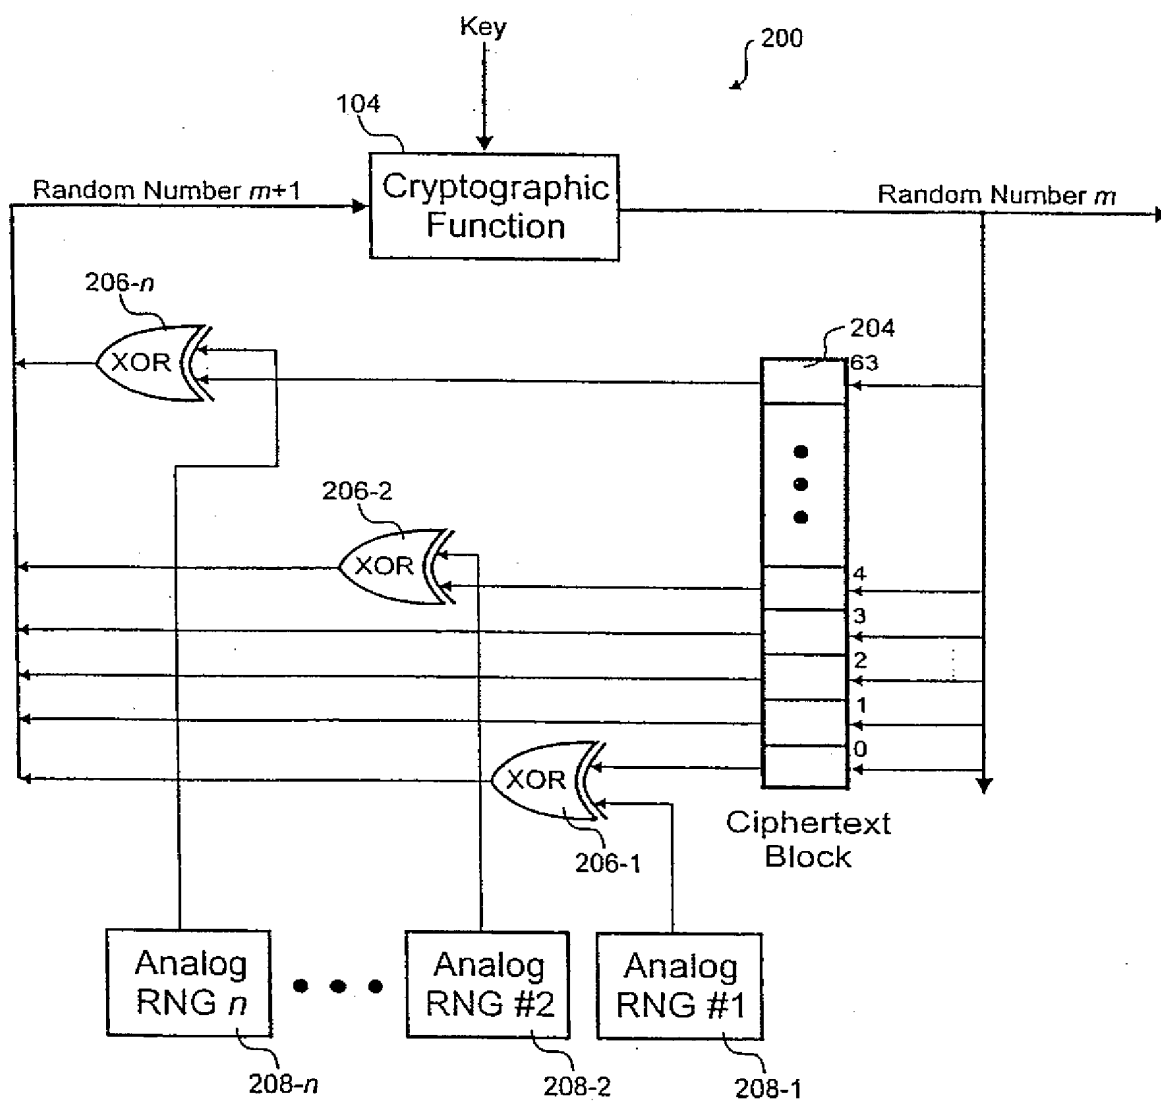 Key
200
104
Cryptographic
Function
Random Number m+1
Random Number m
206-n
XOR
204
63
206-2
XOR
4
3
2
1
0
XOR
206-1
Ciphertext
Block
Analog
RNG n
Analog
RNG #2
Analog
RNG #1
208-n
208-2
208-1